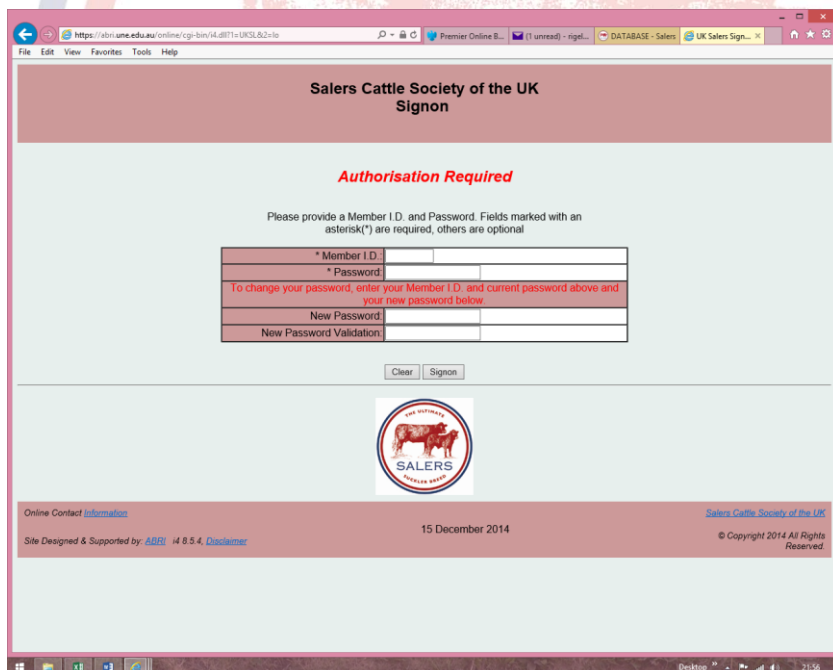 https://abri.une.edu.au/online/cgi-bin/i4.dll?1=UKSL&2=lo
Premier Online B...
(1 unread) - rigel...
DATABASE - Salers
UK Salers Sign...
File Edit View Favorites Tools Help
Salers Cattle Society of the UK
Signon
Authorisation Required
Please provide a Member I.D. and Password. Fields marked with an
asterisk(*) are required, others are optional
* Member I.D.:
* Password:
To change your password, enter your Member I.D. and current password above and
your new password below.
New Password:
New Password Validation:
Clear Signon
THE ULTIMATE
SALERS
SUCKLER BREED
Online Contact Information
Salers Cattle Society of the UK
15 December 2014
Site Designed & Supported by: ABRI i4 8.5.4, Disclaimer
© Copyright 2014 All Rights
Reserved.
Desktop
21:56